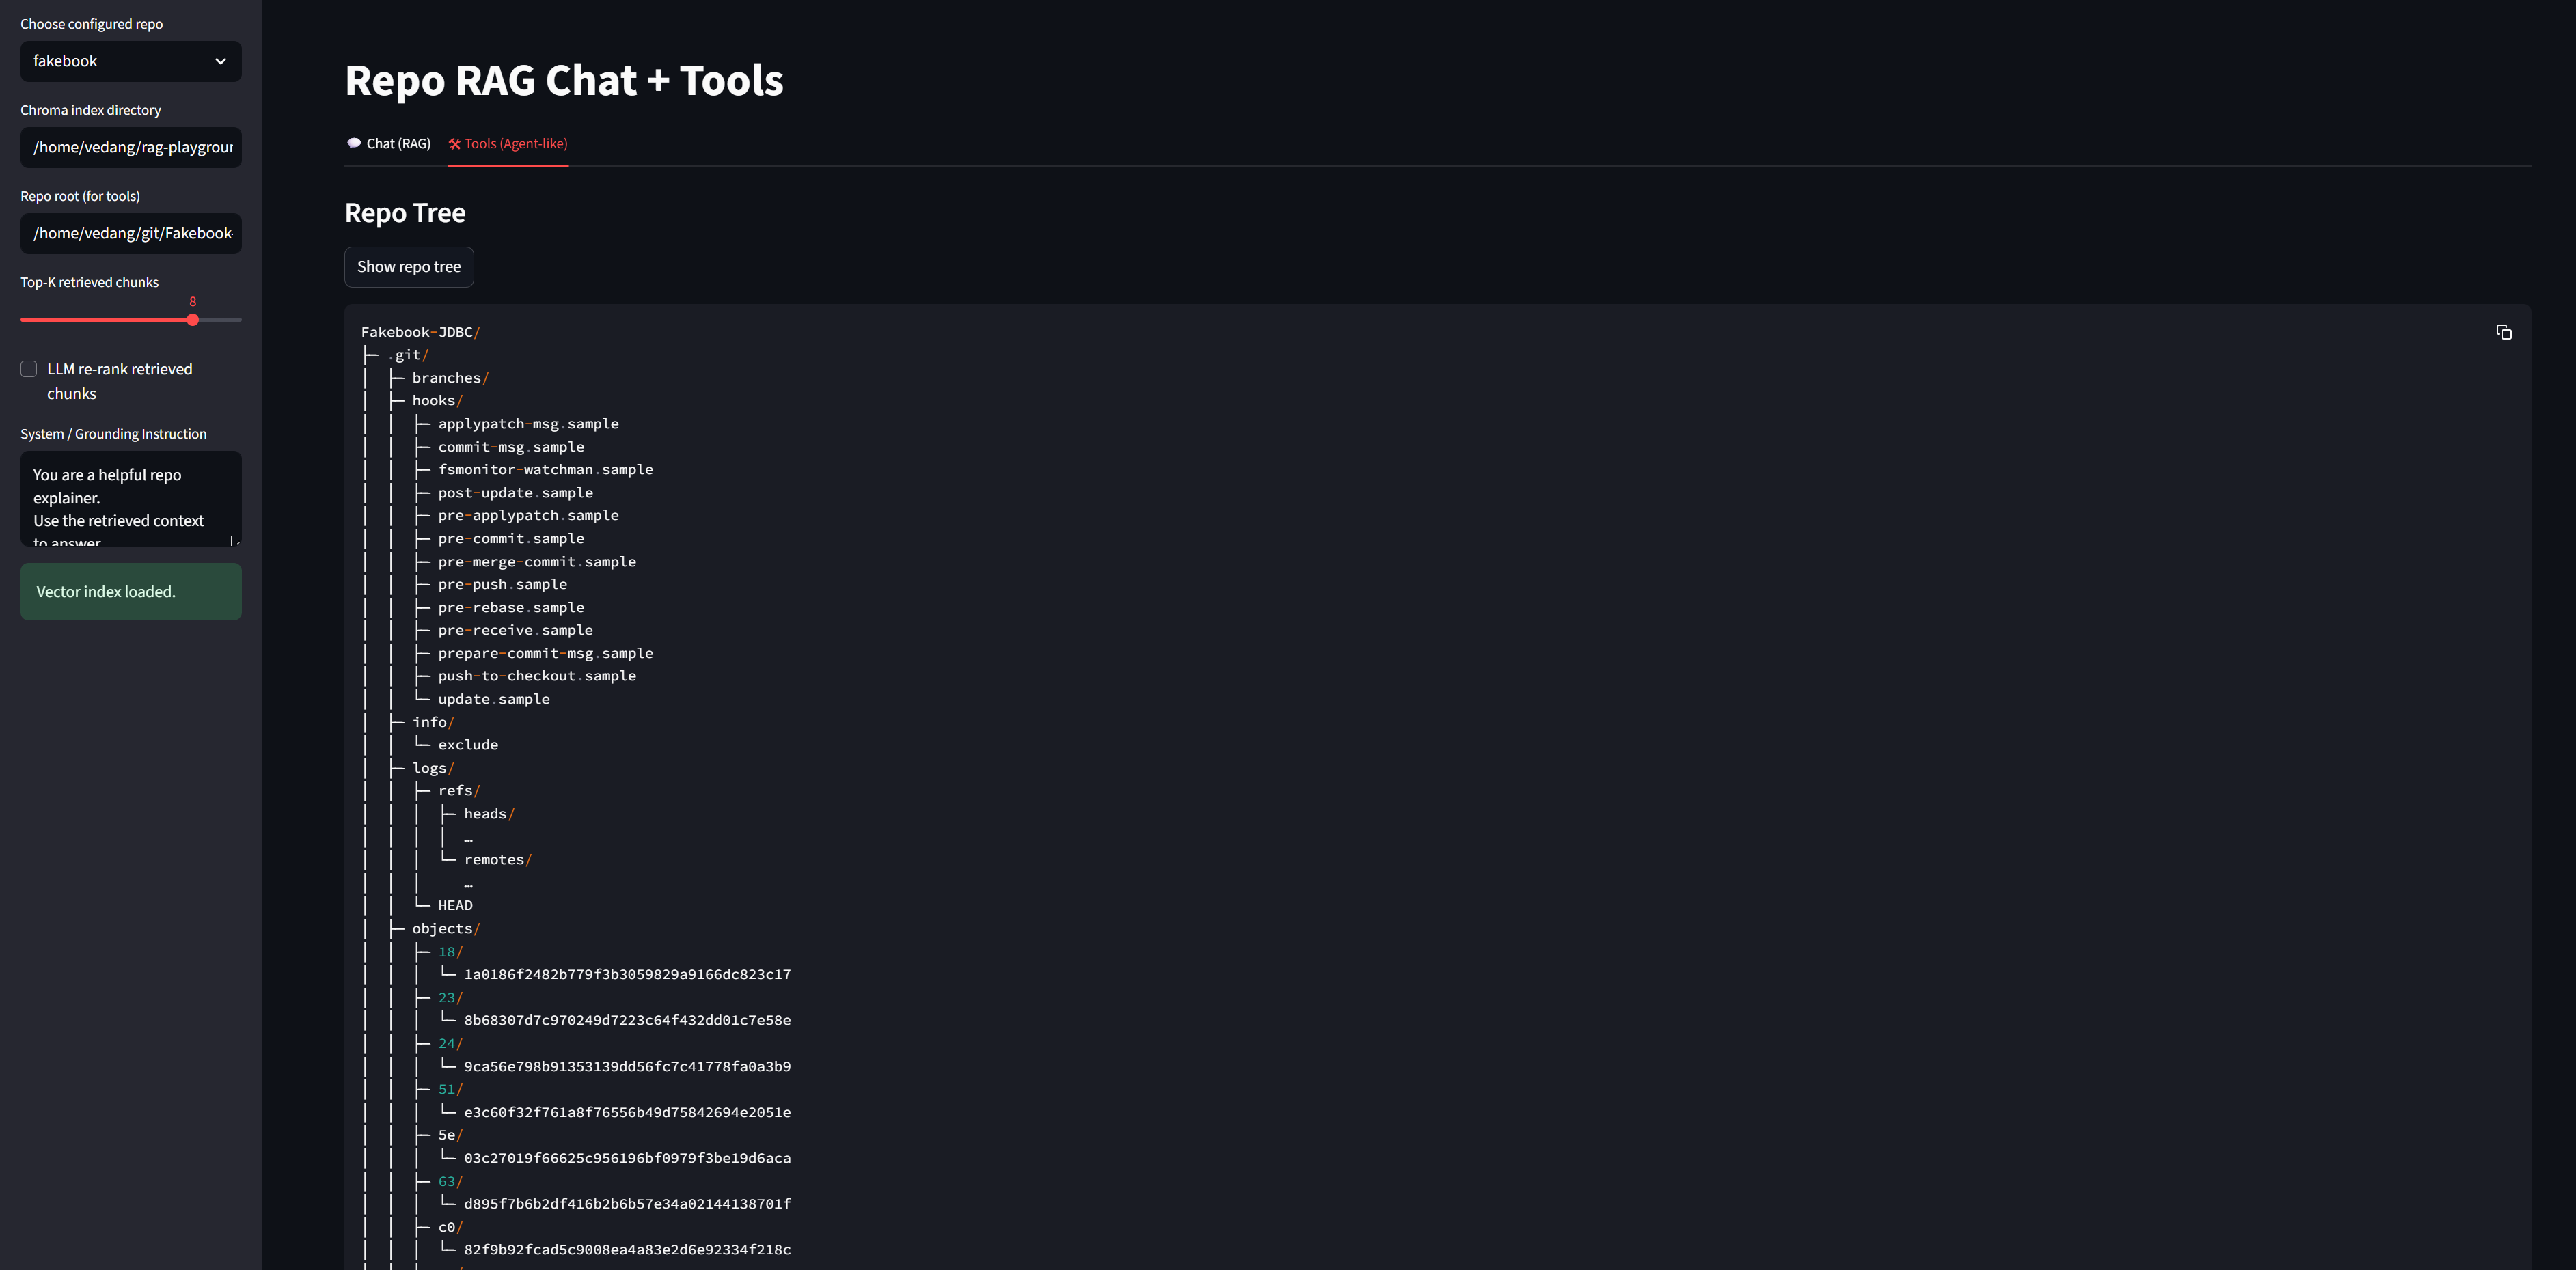 Choose configured repo
fakebook
Chroma index directory
/home/vedang/rag-playgrour
Repo root (for tools)
/home/vedang/git/Fakebook-
Top-K retrieved chunks
8
LLM re-rank retrieved
chunks
System / Grounding Instruction
You are a helpful repo
explainer.
Use the retrieved context
to answer
Vector index loaded.
Repo RAG Chat + Tools
💬 Chat (RAG)
🛠 Tools (Agent-like)
Repo Tree
Show repo tree
Fakebook-JDBC/
├─ .git/
│  ├─ branches/
│  ├─ hooks/
│  │  ├─ applypatch-msg.sample
│  │  ├─ commit-msg.sample
│  │  ├─ fsmonitor-watchman.sample
│  │  ├─ post-update.sample
│  │  ├─ pre-applypatch.sample
│  │  ├─ pre-commit.sample
│  │  ├─ pre-merge-commit.sample
│  │  ├─ pre-push.sample
│  │  ├─ pre-rebase.sample
│  │  ├─ pre-receive.sample
│  │  ├─ prepare-commit-msg.sample
│  │  ├─ push-to-checkout.sample
│  │  └─ update.sample
│  ├─ info/
│  │  └─ exclude
│  ├─ logs/
│  │  ├─ refs/
│  │  │  ├─ heads/
│  │  │  │  …
│  │  │  └─ remotes/
│  │  │     …
│  │  └─ HEAD
│  ├─ objects/
│  │  ├─ 18/
│  │  │  └─ 1a0186f2482b779f3b3059829a9166dc823c17
│  │  ├─ 23/
│  │  │  └─ 8b68307d7c970249d7223c64f432dd01c7e58e
│  │  ├─ 24/
│  │  │  └─ 9ca56e798b91353139dd56fc7c41778fa0a3b9
│  │  ├─ 51/
│  │  │  └─ e3c60f32f761a8f76556b49d75842694e2051e
│  │  ├─ 5e/
│  │  │  └─ 03c27019f66625c956196bf0979f3be19d6aca
│  │  ├─ 63/
│  │  │  └─ d895f7b6b2df416b2b6b57e34a02144138701f
│  │  ├─ c0/
│  │  │  └─ 82f9b92fcad5c9008ea4a83e2d6e92334f218c